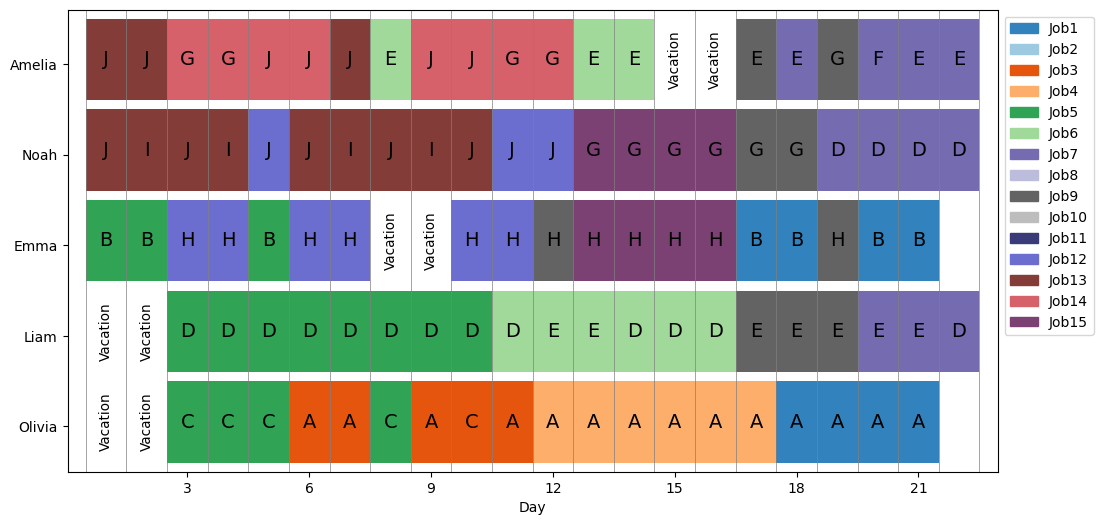 Amelia J J G G J J J E J J G G E E Vacation Vacation E E G F E E
Noah J I J I J J I J I J J J G G G G G G D D D D
Emma B B H H B H H Vacation Vacation H H H H H H H B B H B B
Liam Vacation Vacation D D D D D D D D D E E D D D E E E E E D
Olivia Vacation Vacation C C C A A C A C A A A A A A A A A A A
3 6 9 12 15 18 21
Day
Job1
Job2
Job3
Job4
Job5
Job6
Job7
Job8
Job9
Job10
Job11
Job12
Job13
Job14
Job15